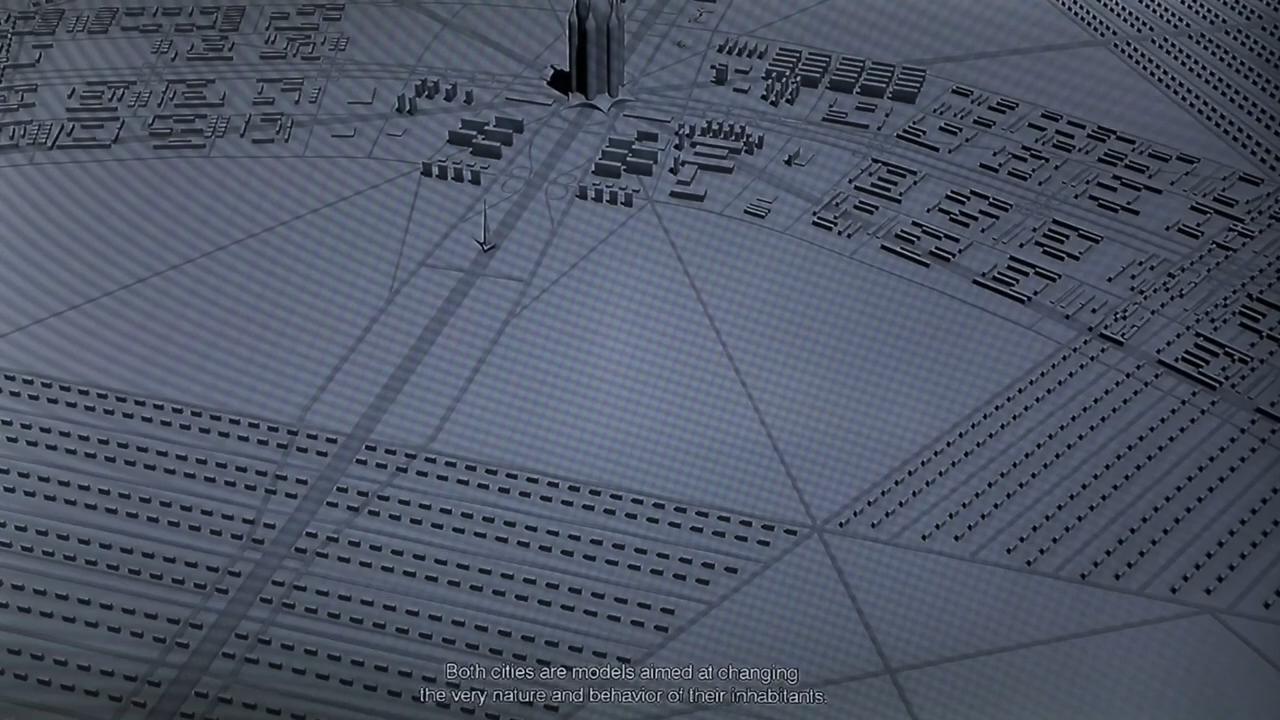 Both cities are models aimed at changing
the very nature and behavior of their inhabitants.